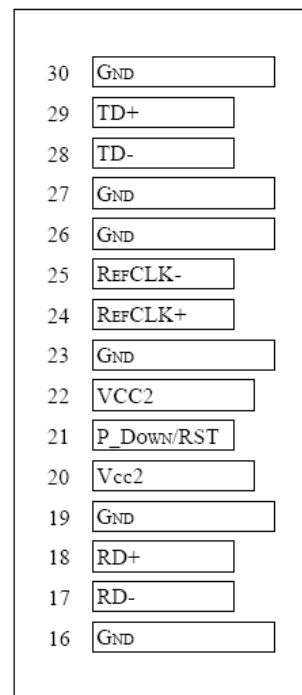 30 GND
29 TD+
28 TD-
27 GND
26 GND
25 REFCLK-
24 REFCLK+
23 GND
22 VCC2
21 P_DOWN/RST
20 Vcc2
19 GND
18 RD+
17 RD-
16 GND